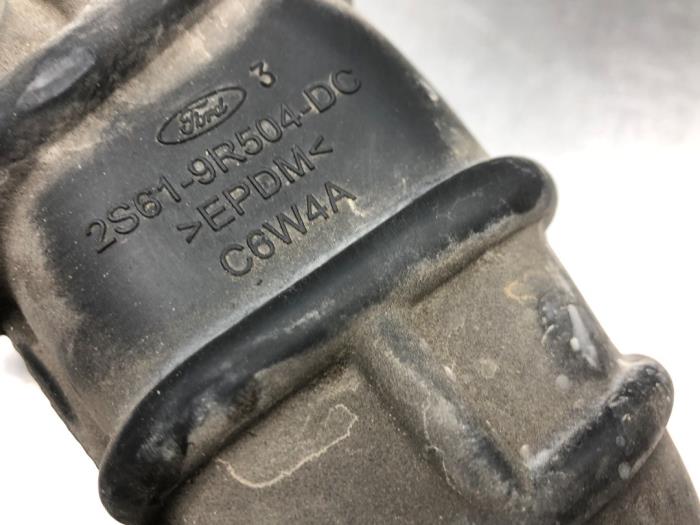 Ford 3
2S61-9R504-DC
>EPDM<
C6W4A